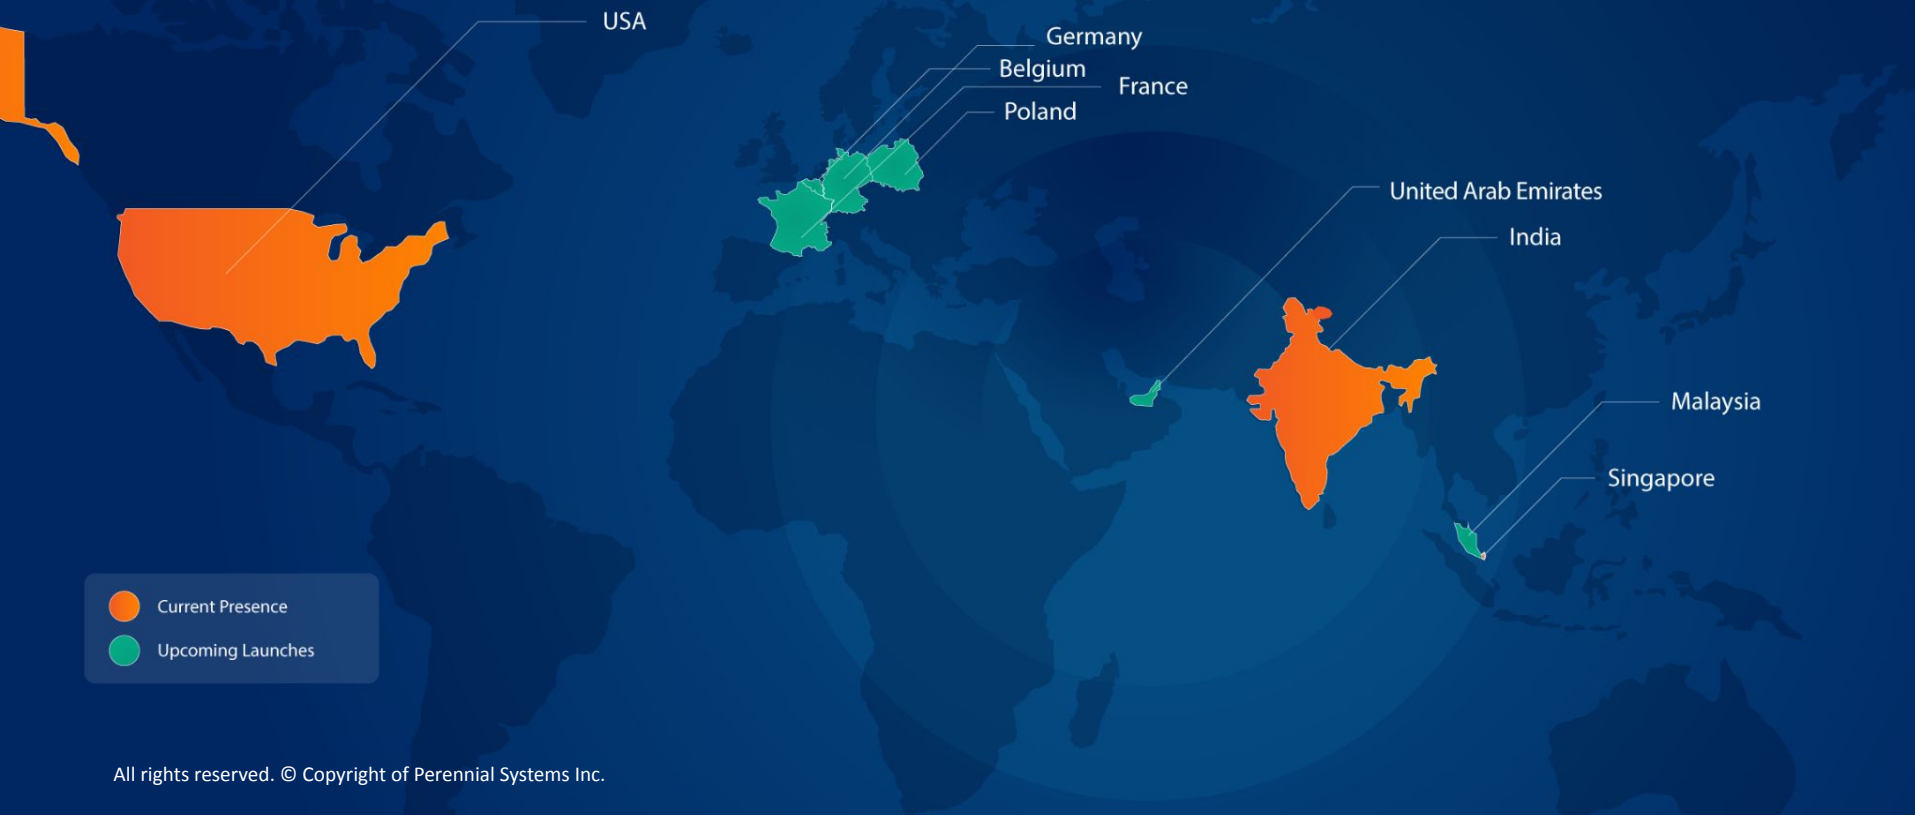 USA
Germany
Belgium
France
Poland
United Arab Emirates
India
Malaysia
Singapore
Current Presence
Upcoming Launches
All rights reserved. © Copyright of Perennial Systems Inc.